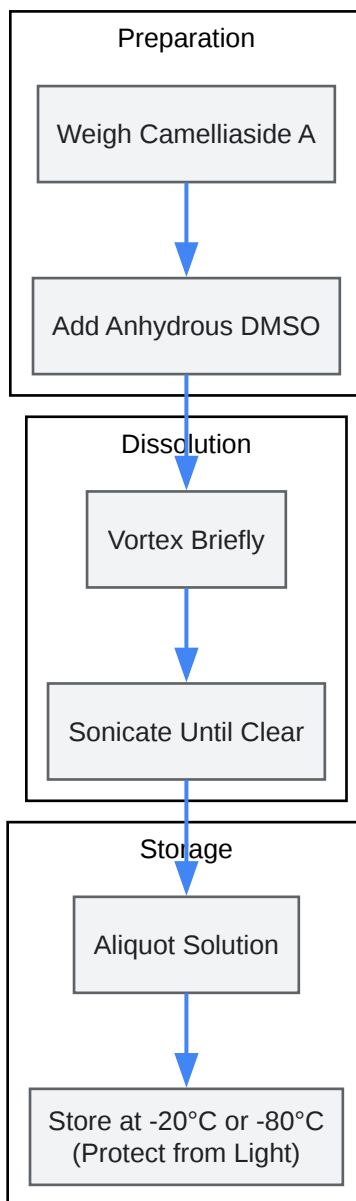 Preparation
Weigh Camelliaside A
Add Anhydrous DMSO
Dissolution
Vortex Briefly
Sonicate Until Clear
Storage
Aliquot Solution
Store at -20°C or -80°C
(Protect from Light)